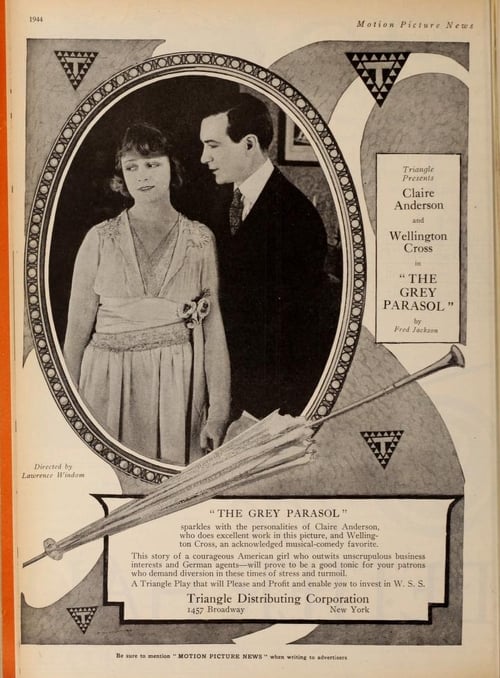 1944
Motion Picture News
T
T
Triangle
Presents
Claire
Anderson
and
Wellington
Cross
in
"THE
GREY
PARASOL"
by
Fred Jackson
T
Directed by
Lawrence Windom
"THE GREY PARASOL"
sparkles with the personalities of Claire Anderson,
who does excellent work in this picture, and Welling-
ton Cross, an acknowledged musical-comedy favorite.
This story of a courageous American girl who outwits unscrupulous business
interests and German agents—will prove to be a good tonic for your patrons
who demand diversion in these times of stress and turmoil.
A Triangle Play that will Please and Profit and enable you to invest in W. S. S.
Triangle Distributing Corporation
1457 Broadway New York
T
Be sure to mention "MOTION PICTURE NEWS" when writing to advertisers